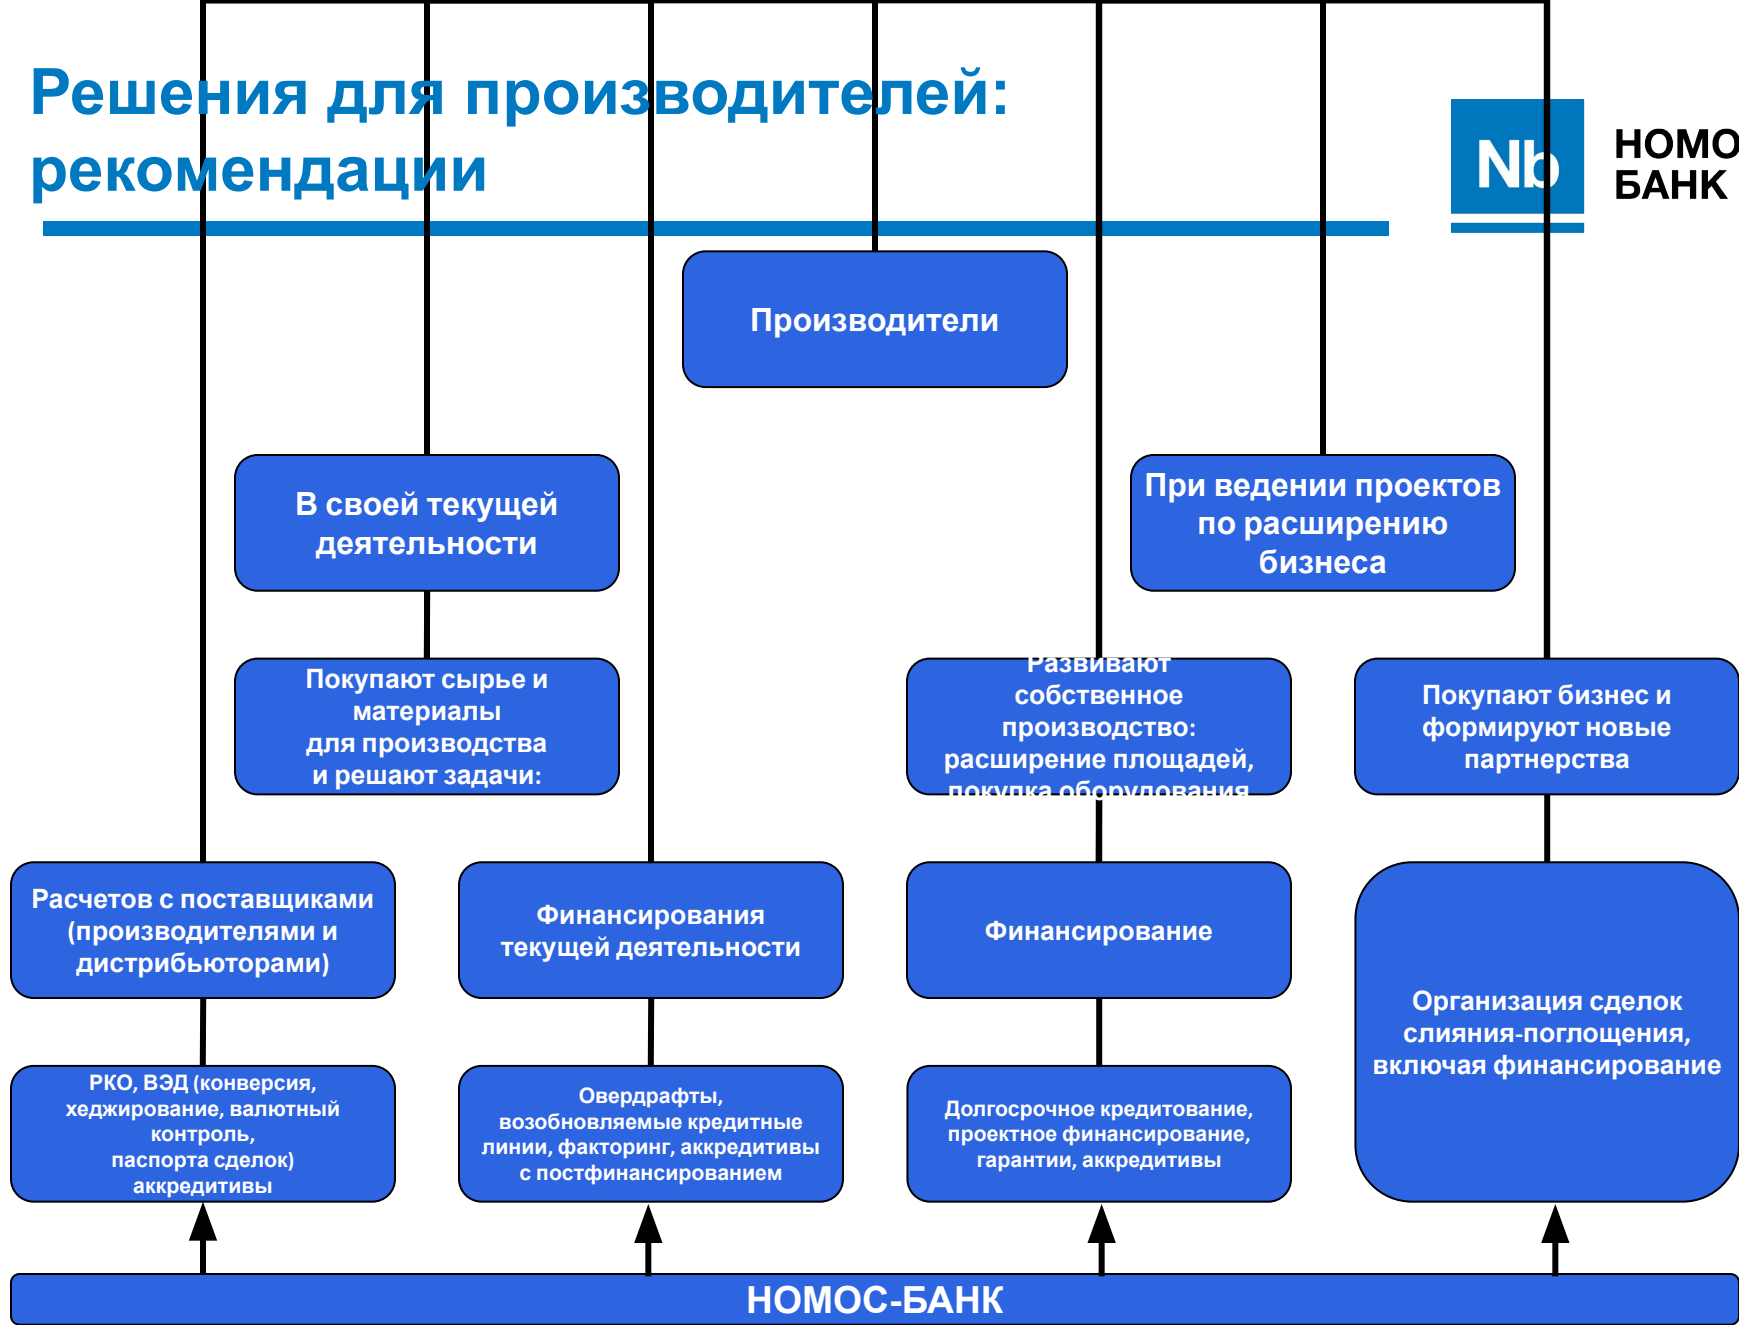 Решения для производителей:
рекомендации
Nb
НОМО
БАНК
Производители
В своей текущей
деятельности
При ведении проектов
по расширению
бизнеса
Покупают сырье и
материалы
для производства
и решают задачи:
Развивают
собственное
производство:
расширение площадей,
покупка оборудования
Покупают бизнес и
формируют новые
партнерства
Расчетов с поставщиками
(производителями и
дистрибьюторами)
Финансирования
текущей деятельности
Финансирование
Организация сделок
слияния-поглощения,
включая финансирование
РКО, ВЭД (конверсия,
хеджирование, валютный
контроль,
паспорта сделок)
аккредитивы
Овердрафты,
возобновляемые кредитные
линии, факторинг, аккредитивы
с постфинансированием
Долгосрочное кредитование,
проектное финансирование,
гарантии, аккредитивы
НОМОС-БАНК